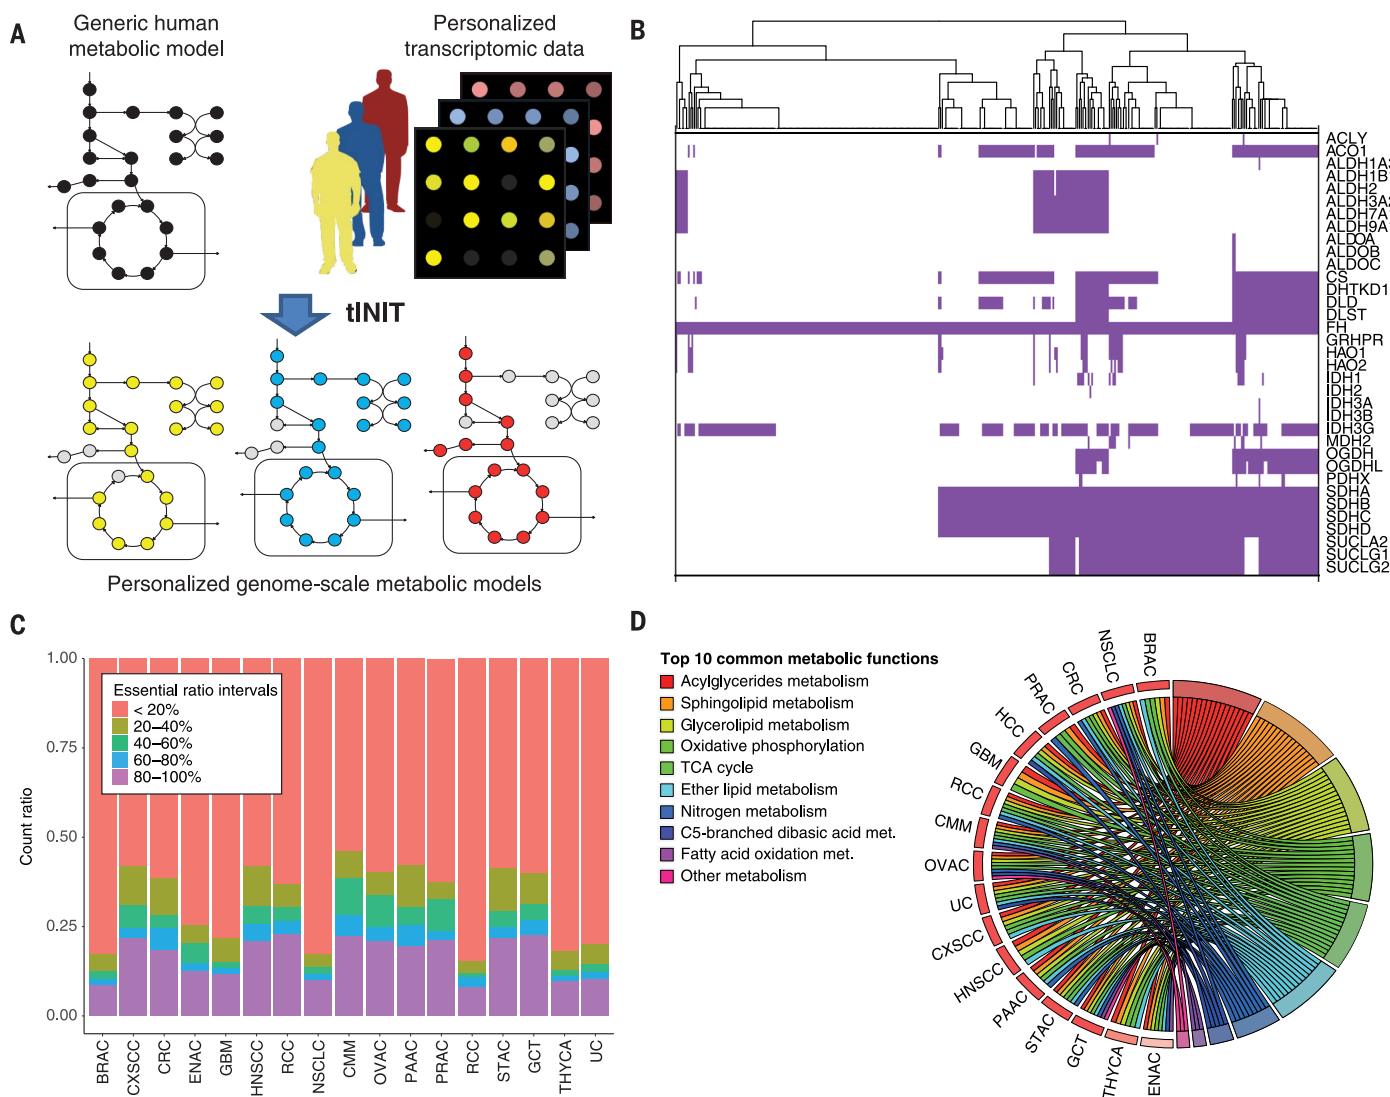 A
Generic human
metabolic model
Personalized
transcriptomic data
tINIT
Personalized genome-scale metabolic models
B
ACLY
ACO1
ALDH1A3
ALDH1B1
ALDH2
ALDH3A2
ALDH7A1
ALDH9A1
ALDOA
ALDOB
ALDOC
CS
DHTKD1
DLD
DLST
FH
GRHPR
HAO1
HAO2
IDH1
IDH2
IDH3A
IDH3B
IDH3G
MDH2
OGDH
OGDHL
PDHX
SDHA
SDHB
SDHC
SDHD
SUCLA2
SUCLG1
SUCLG2
C
Count ratio
1.00
0.75
0.50
0.25
0.00
Essential ratio intervals
< 20%
20–40%
40–60%
60–80%
80–100%
BRAC
CXSCC
CRC
ENAC
GBM
HNSCC
RCC
NSCLC
CMM
OVAC
PAAC
PRAC
RCC
STAC
GCT
THYCA
UC
D
Top 10 common metabolic functions
Acylglycerides metabolism
Sphingolipid metabolism
Glycerolipid metabolism
Oxidative phosphorylation
TCA cycle
Ether lipid metabolism
Nitrogen metabolism
C5-branched dibasic acid met.
Fatty acid oxidation met.
Other metabolism
BRAC
NSCLC
CRC
PRAC
HCC
GBM
RCC
CMM
OVAC
UC
CXSCC
HNSCC
PAAC
STAC
GCT
THYCA
ENAC